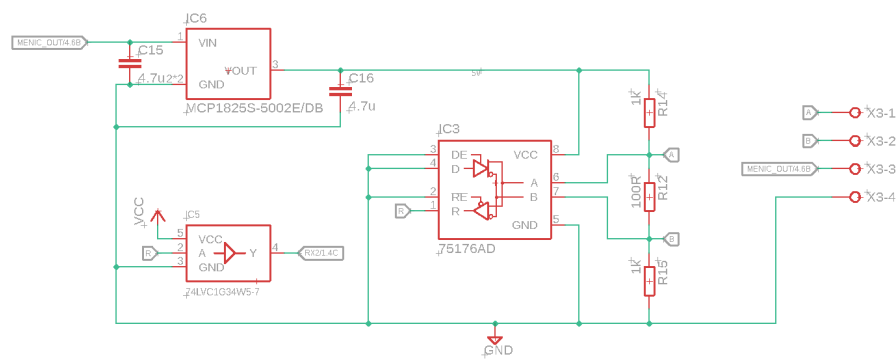 IC6
MENIC_OUT/4.6B
1
VIN
C15
VOUT
3
4.7u
2*2
GND
MCP1825S-5002E/DB
C16
4.7u
5V
1K
R14
A
X3-1
B
X3-2
MENIC_OUT/4.6B
X3-3
X3-4
IC3
3
DE
VCC
8
4
D
A
6
A
2
RE
B
7
R
1
R
GND
5
75176AD
100R
R12
B
1K
R15
VCC
IC5
5
VCC
R
2
A
Y
4
RX2/1.4C
3
GND
74LVC1G34W5-7
GND